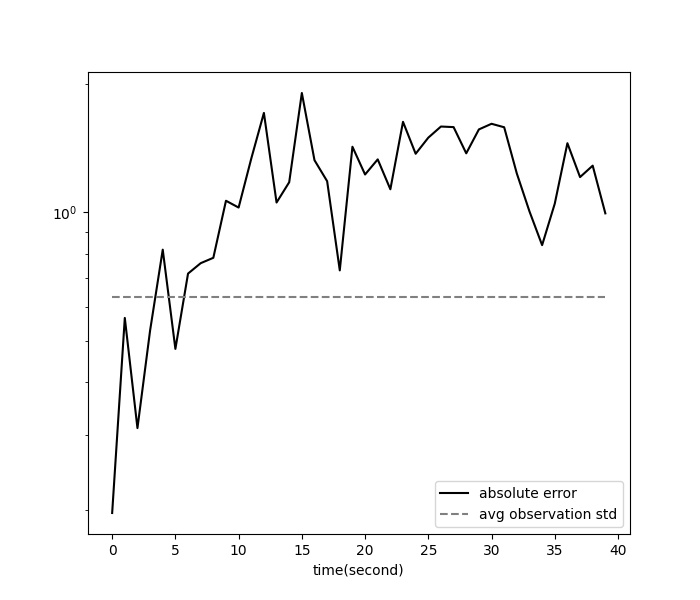 10⁰
0 5 10 15 20 25 30 35 40
time(second)
absolute error
avg observation std